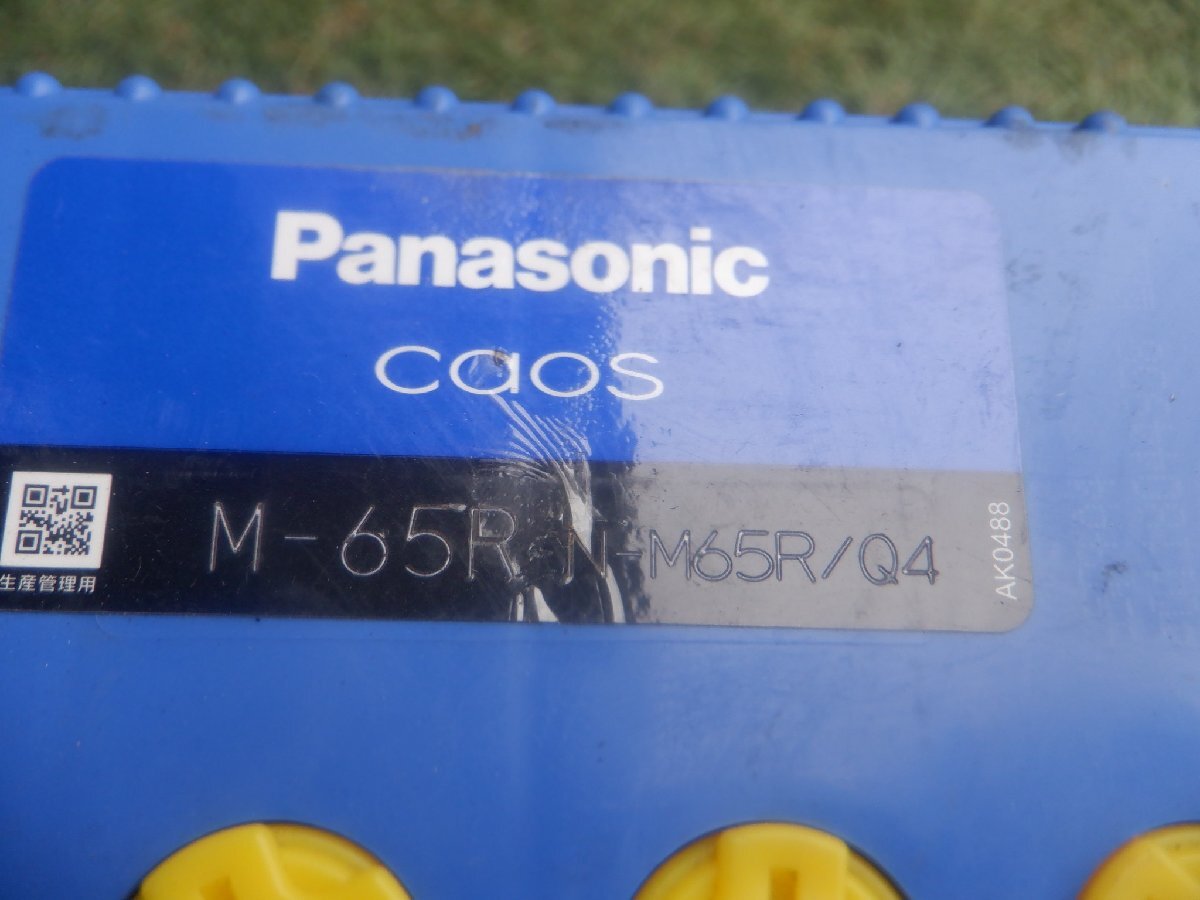 Panasonic
caos
M-65R N-M65R/Q4
AK0488
生産管理用